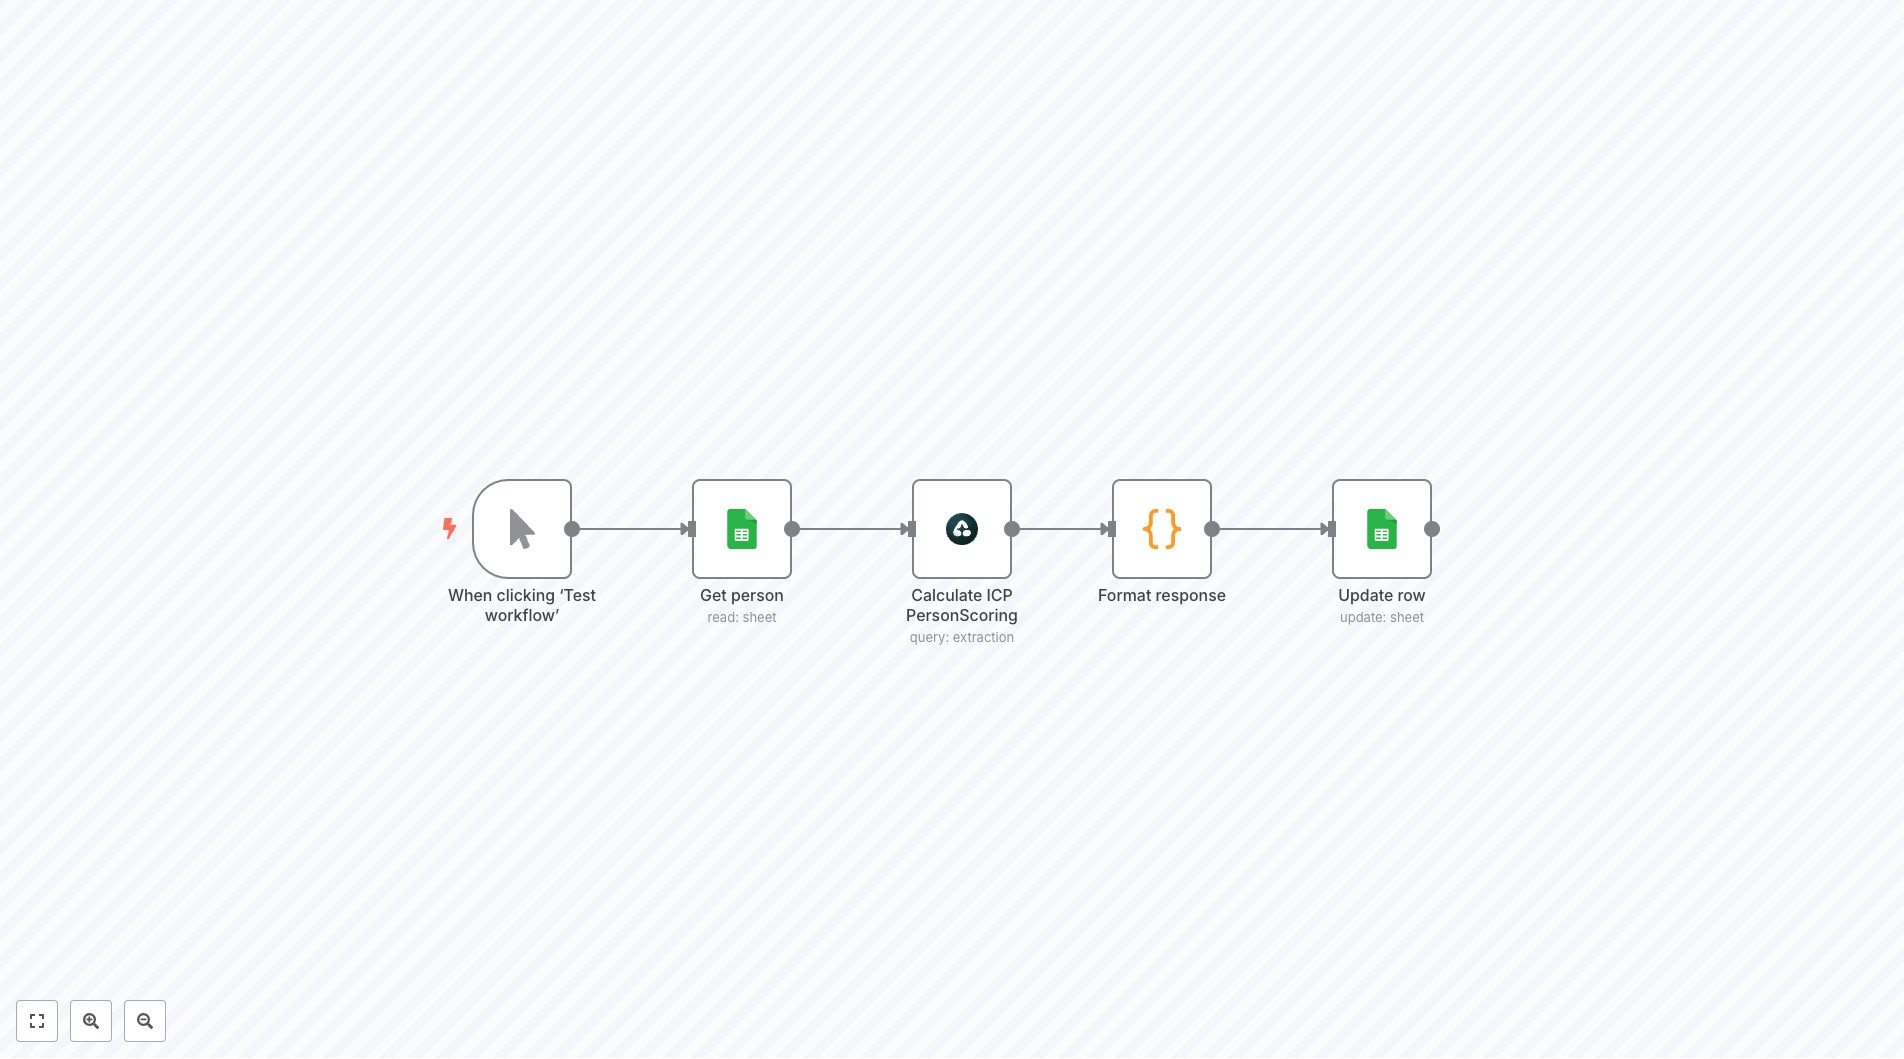 When clicking ‘Test
workflow’
Get person
read: sheet
Calculate ICP
PersonScoring
query: extraction
Format response
Update row
update: sheet